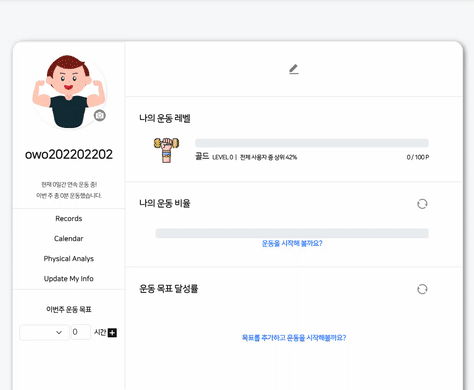 owo202202202
현재 0일간 연속 운동 중!
이번 주 총 0분 운동했습니다.
Records
Calendar
Physical Analys
Update My Info
이번주 운동 목표
0 시간
나의 운동 레벨
골드 LEVEL 0 | 전체 사용자 중 상위 42% 0 / 100 P
나의 운동 비율
운동을 시작해 볼까요?
운동 목표 달성률
목표를 추가하고 운동을 시작해볼까요?